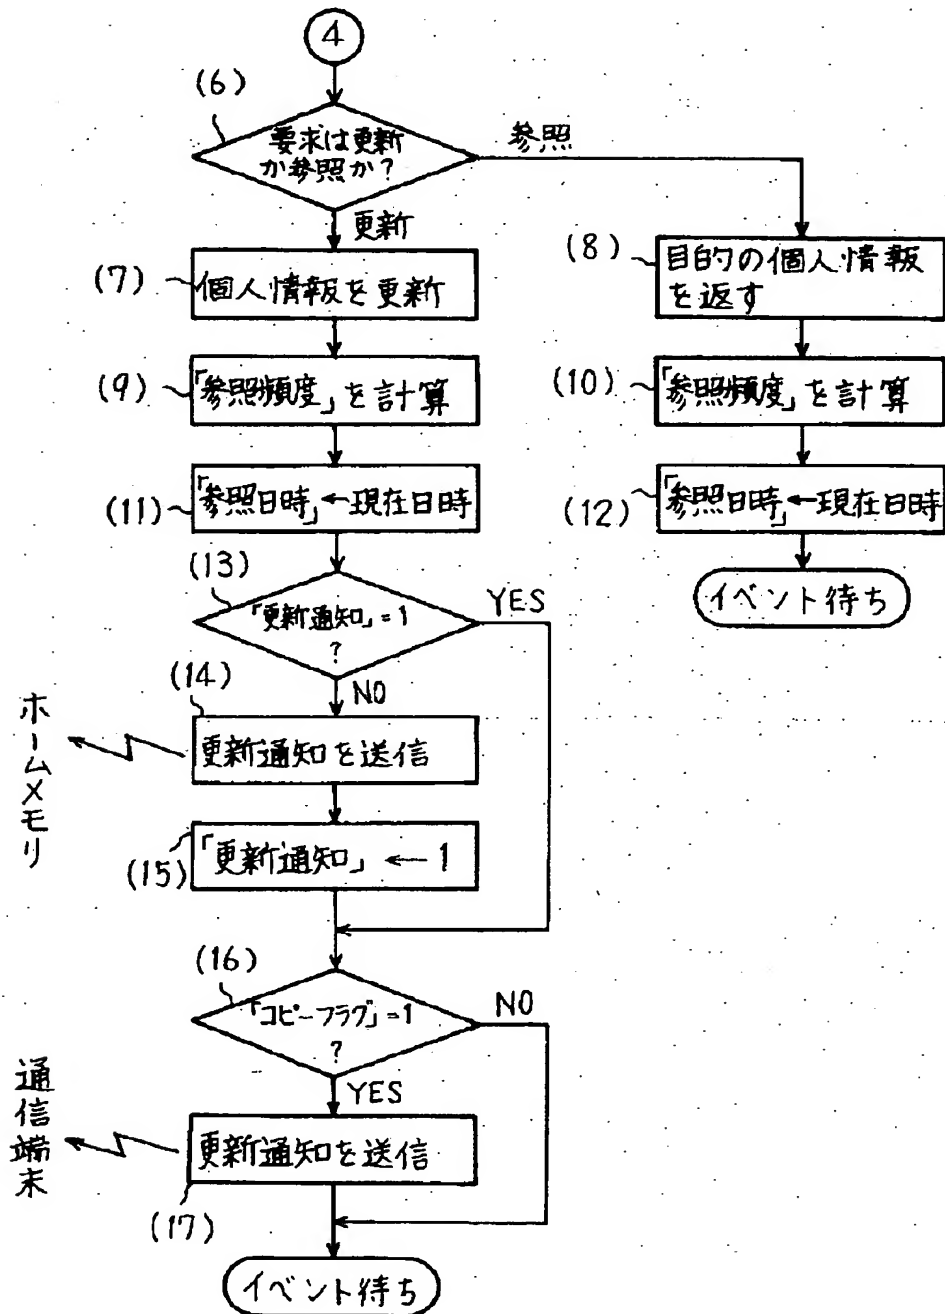 4
(6)
要求は更新
か参照か?
参照
更新
(7)
個人情報を更新
(8)
目的の個人情報
を返す
(9)
「参照頻度」を計算
(10)
「参照頻度」を計算
(11)
「参照日時」←現在日時
(12)
「参照日時」←現在日時
イベント待ち
(13)
「更新通知」=1
?
YES
NO
(14)
更新通知を送信
ホームメモリ
(15)
「更新通知」←1
(16)
「コピーフラグ」=1
?
NO
YES
更新通知を送信
通信端末
(17)
イベント待ち